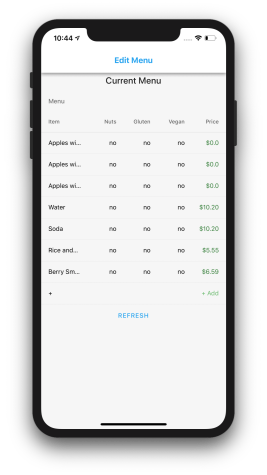 10:44
Edit Menu
Current Menu
Menu
Item Nuts Gluten Vegan Price
Apples wi... no no no $0.0
Apples wi... no no no $0.0
Apples wi... no no no $0.0
Water no no no $10.20
Soda no no no $10.20
Rice and... no no no $5.55
Berry Sm... no no no $6.59
+ + Add
REFRESH